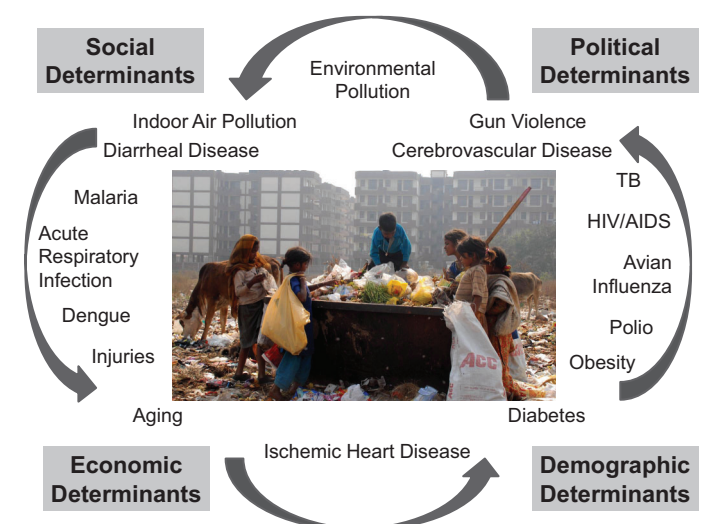 Social
Determinants
Political
Determinants
Environmental
Pollution
Indoor Air Pollution
Gun Violence
Diarrheal Disease
Cerebrovascular Disease
Malaria
TB
Acute
Respiratory
Infection
HIV/AIDS
Avian
Influenza
Dengue
Polio
Injuries
Obesity
ACC
Aging
Diabetes
Ischemic Heart Disease
Economic
Determinants
Demographic
Determinants